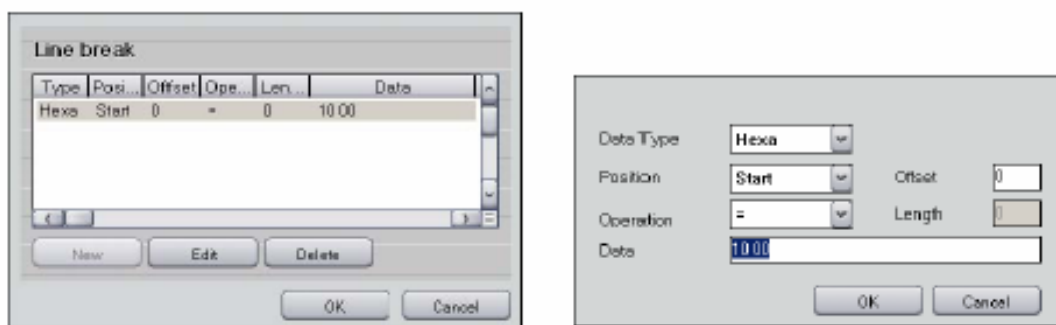 Line break
Type Posi... Offset Ope... Len... Data
Hexa Start 0 = 0 10 00
New Edit Delete
OK Cancel
Data Type Hexa
Position Start Offset 0
Operation = Length 0
Data 10 00
OK Cancel